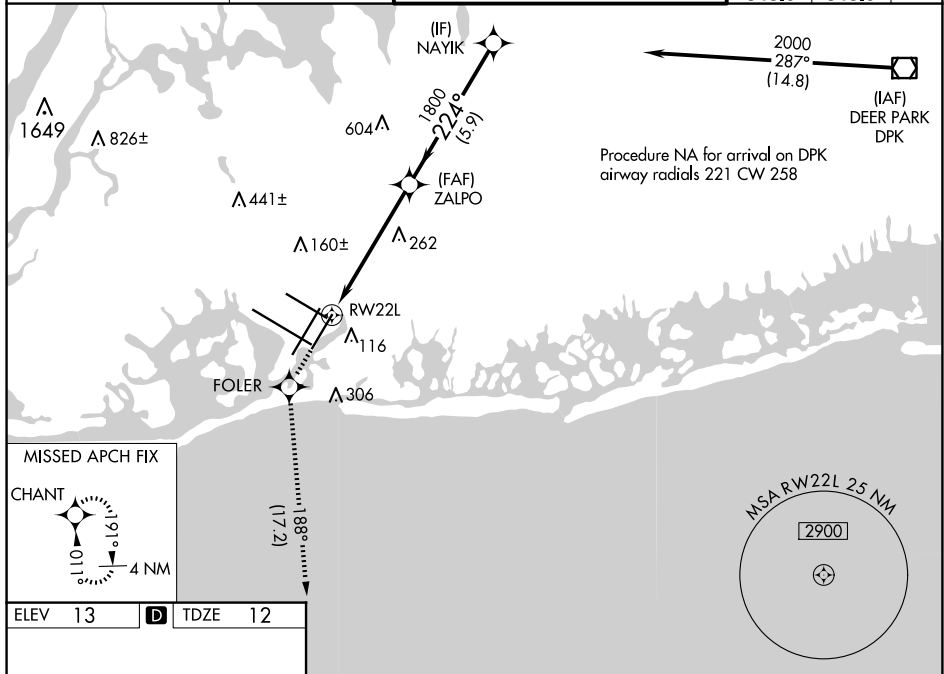 (IF)
NAYIK
2000
287°
(14.8)
(IAF)
DEER PARK
DPK
1649
826±
604
1800
224°
(5.9)
Procedure NA for arrival on DPK
airway radials 221 CW 258
(FAF)
ZALPO
441±
160±
262
RW22L
116
FOLER
306
MISSED APCH FIX
CHANT
191°
011°
4 NM
188°
(17.2)
MSA RW22L 25 NM
2900
ELEV 13 D TDZE 12